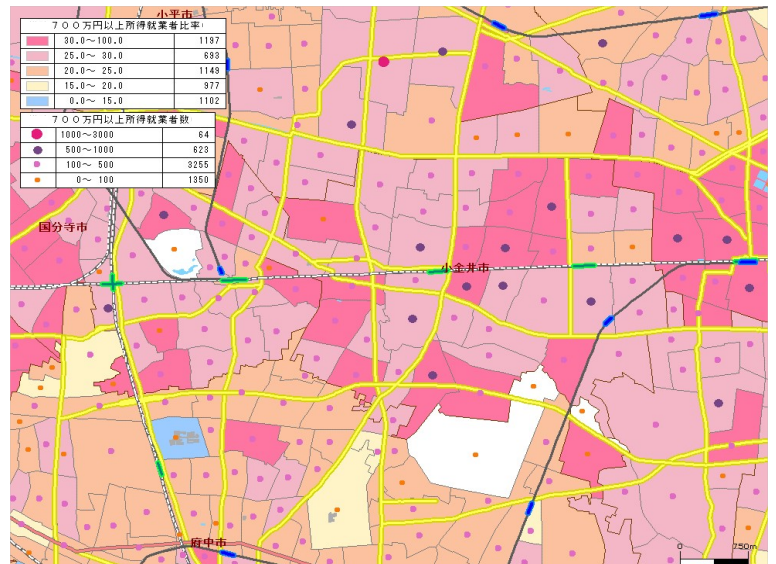 小平市
７００万円以上所得就業者比率
30.0～100.0 1197
25.0～ 30.0 693
20.0～ 25.0 1149
15.0～ 20.0 977
0.0～ 15.0 1102
７００万円以上所得就業者数
1000～3000 64
500～1000 623
100～ 500 3255
0～ 100 1350
国分寺市
小金井市
府中市
0 750m